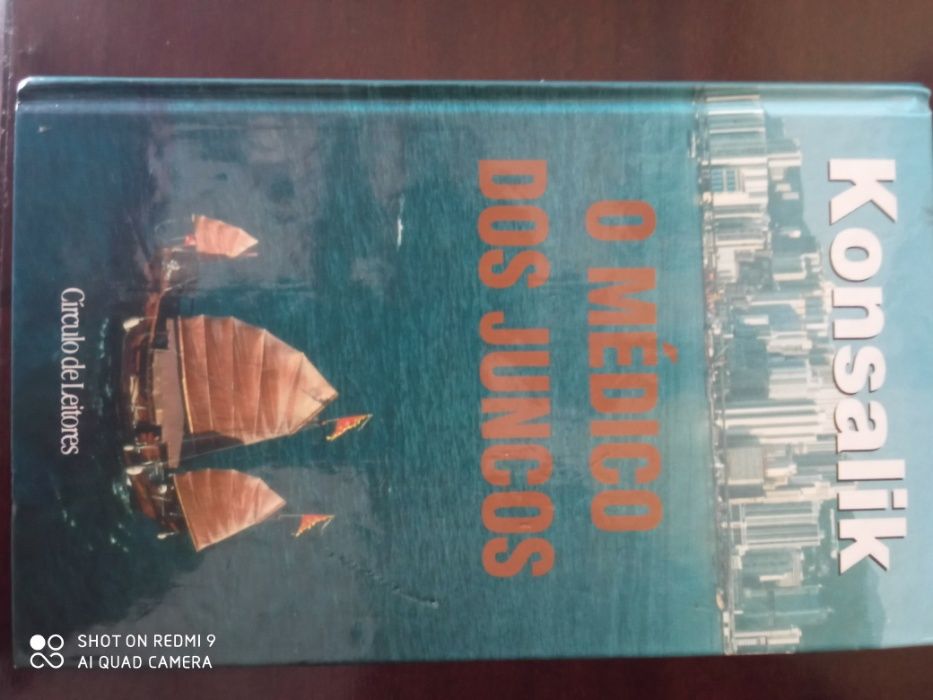 Konsalik
O MÉDICO
DOS JUNCOS
Círculo de Leitores
SHOT ON REDMI 9
AI QUAD CAMERA